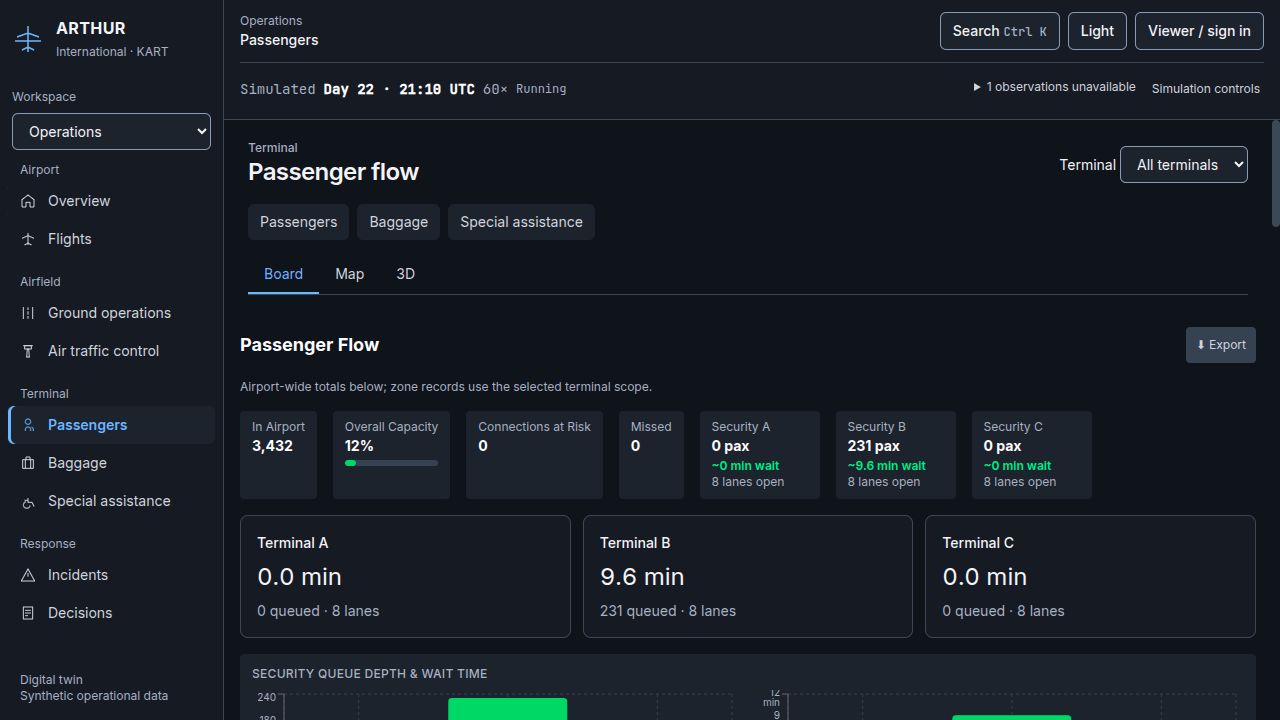 ARTHUR
International · KART
Workspace
Operations
Airport
Overview
Flights
Airfield
Ground operations
Air traffic control
Terminal
Passengers
Baggage
Special assistance
Response
Incidents
Decisions
Digital twin
Synthetic operational data
Operations
Passengers
Search Ctrl K
Light
Viewer / sign in
Simulated Day 22 · 21:10 UTC 60× Running
1 observations unavailable
Simulation controls
Terminal
Passenger flow
Terminal
All terminals
Passengers
Baggage
Special assistance
Board
Map
3D
Passenger Flow
Export
Airport-wide totals below; zone records use the selected terminal scope.
In Airport
3,432
Overall Capacity
12%
Connections at Risk
0
Missed
0
Security A
0 pax
~0 min wait
8 lanes open
Security B
231 pax
~9.6 min wait
8 lanes open
Security C
0 pax
~0 min wait
8 lanes open
Terminal A
0.0 min
0 queued · 8 lanes
Terminal B
9.6 min
231 queued · 8 lanes
Terminal C
0.0 min
0 queued · 8 lanes
SECURITY QUEUE DEPTH & WAIT TIME
240
180
12
min
9